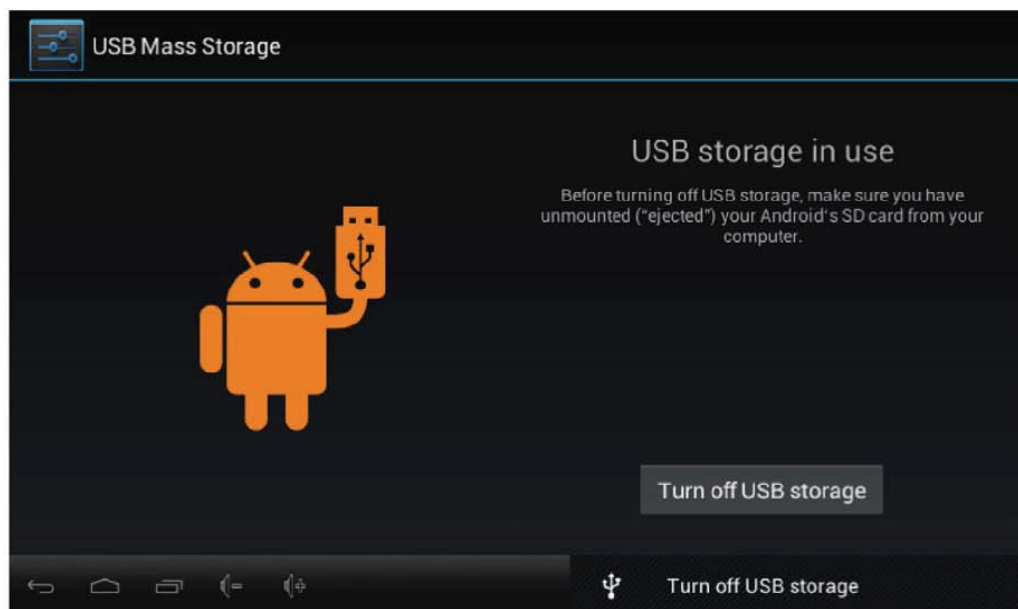 USB Mass Storage
USB storage in use
Before turning off USB storage, make sure you have
unmounted (“ejected”) your Android's SD card from your
computer.
Turn off USB storage
Turn off USB storage